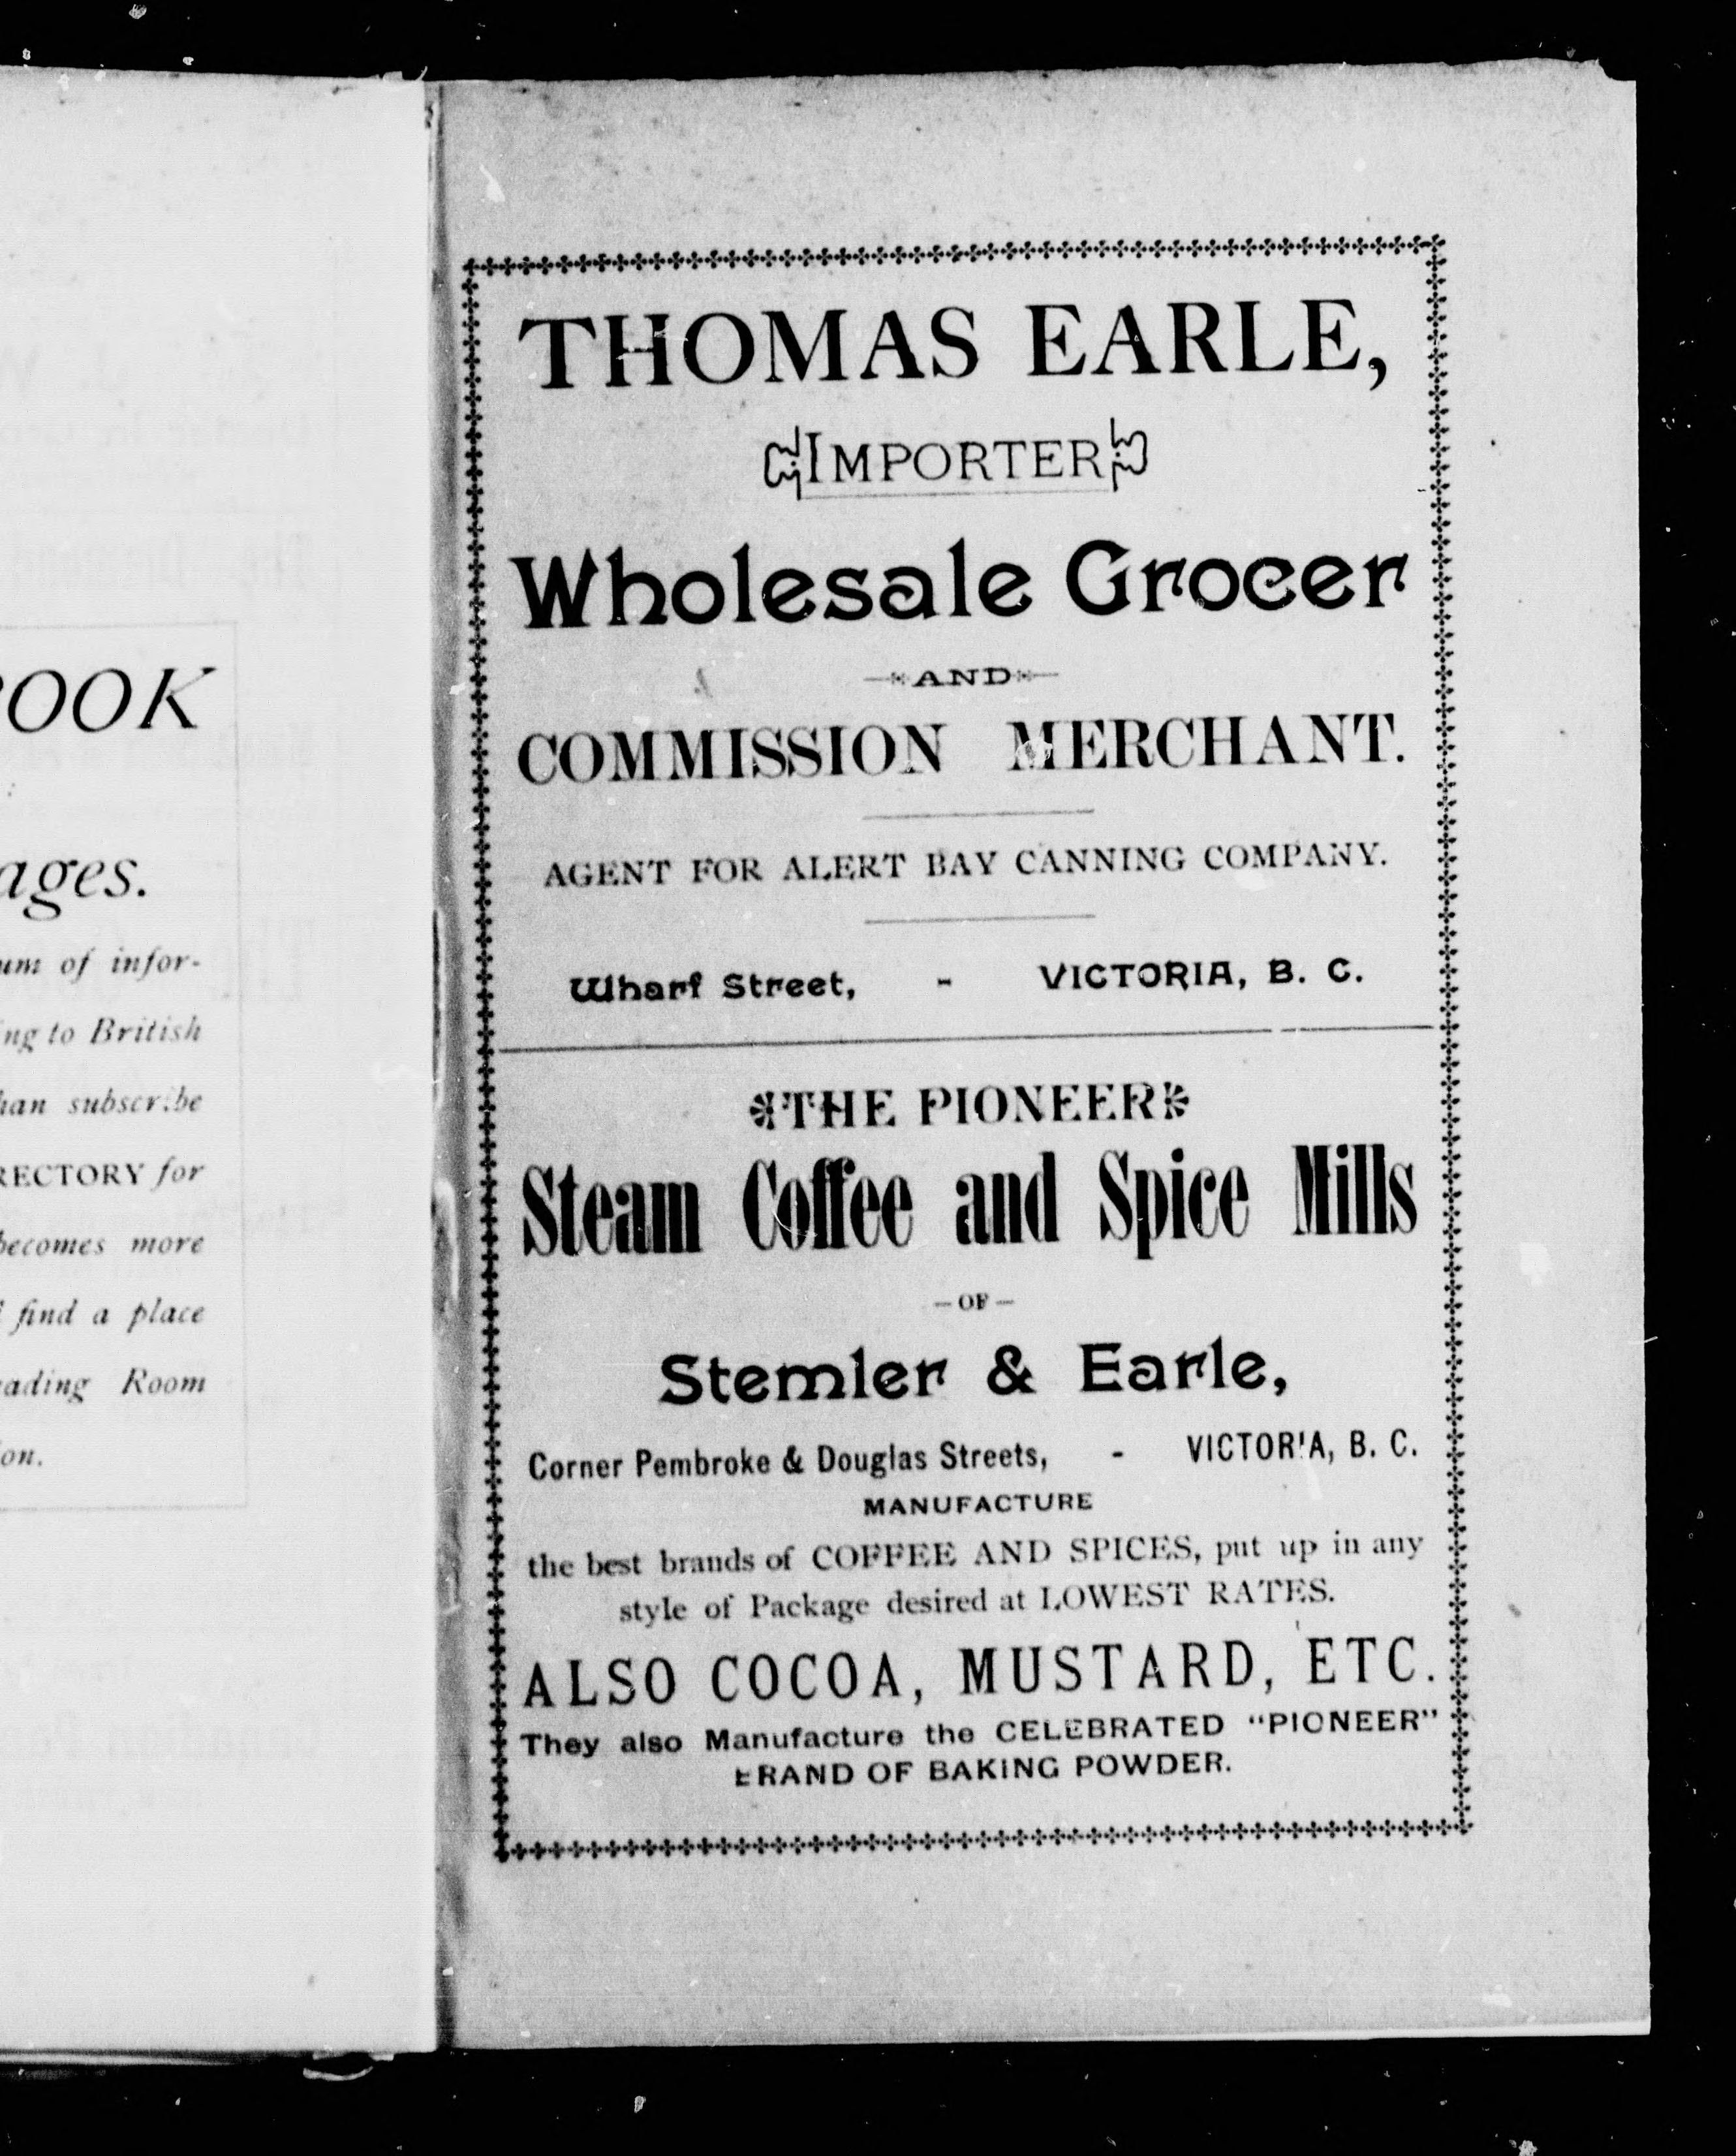 OOK
ages.
um of infor-
ing to British
han subscribe
RECTORY for
becomes more
find a place
eading Room
on.
THOMAS EARLE,
IMPORTER
Wholesale Grocer
AND
COMMISSION MERCHANT.
AGENT FOR ALERT BAY CANNING COMPANY.
Wharf Street, - VICTORIA, B. C.
THE PIONEER
Steam Coffee and Spice Mills
—OF—
Stemler & Earle,
Corner Pembroke & Douglas Streets, - VICTORIA, B. C.
MANUFACTURE
the best brands of COFFEE AND SPICES, put up in any
style of Package desired at LOWEST RATES.
ALSO COCOA, MUSTARD, ETC.
They also Manufacture the CELEBRATED "PIONEER"
BRAND OF BAKING POWDER.